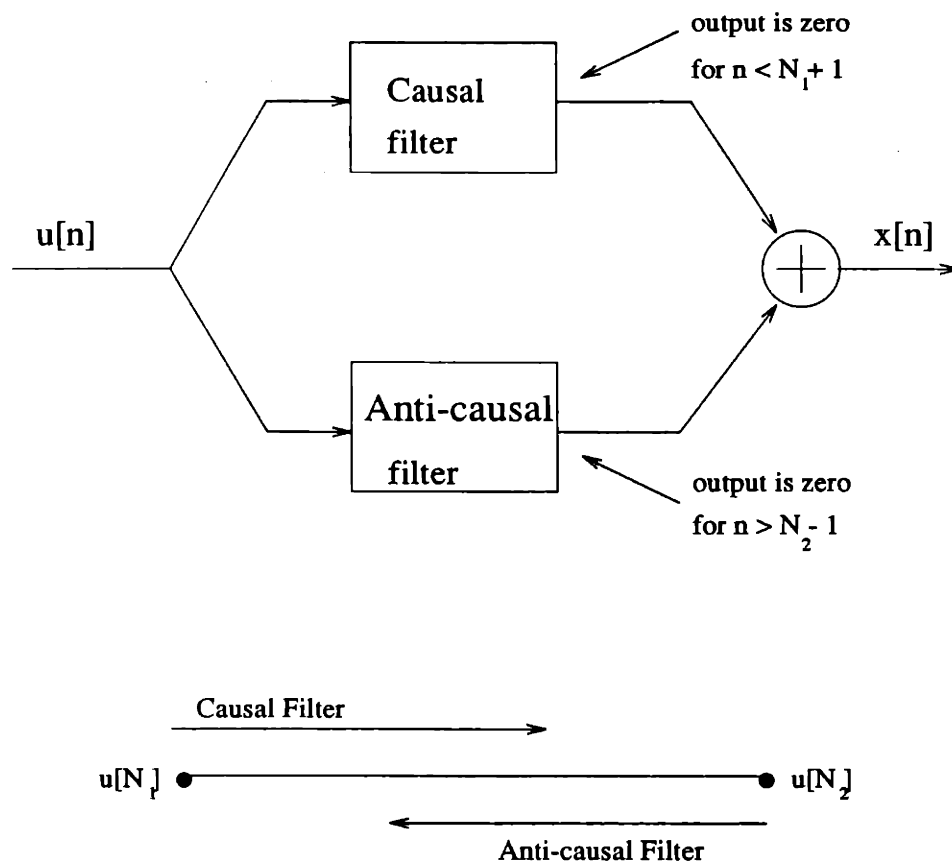 output is zero
for n < N₁+ 1
Causal
filter
u[n]
x[n]
Anti-causal
filter
output is zero
for n > N₂- 1
Causal Filter
u[N₁]
u[N₂]
Anti-causal Filter